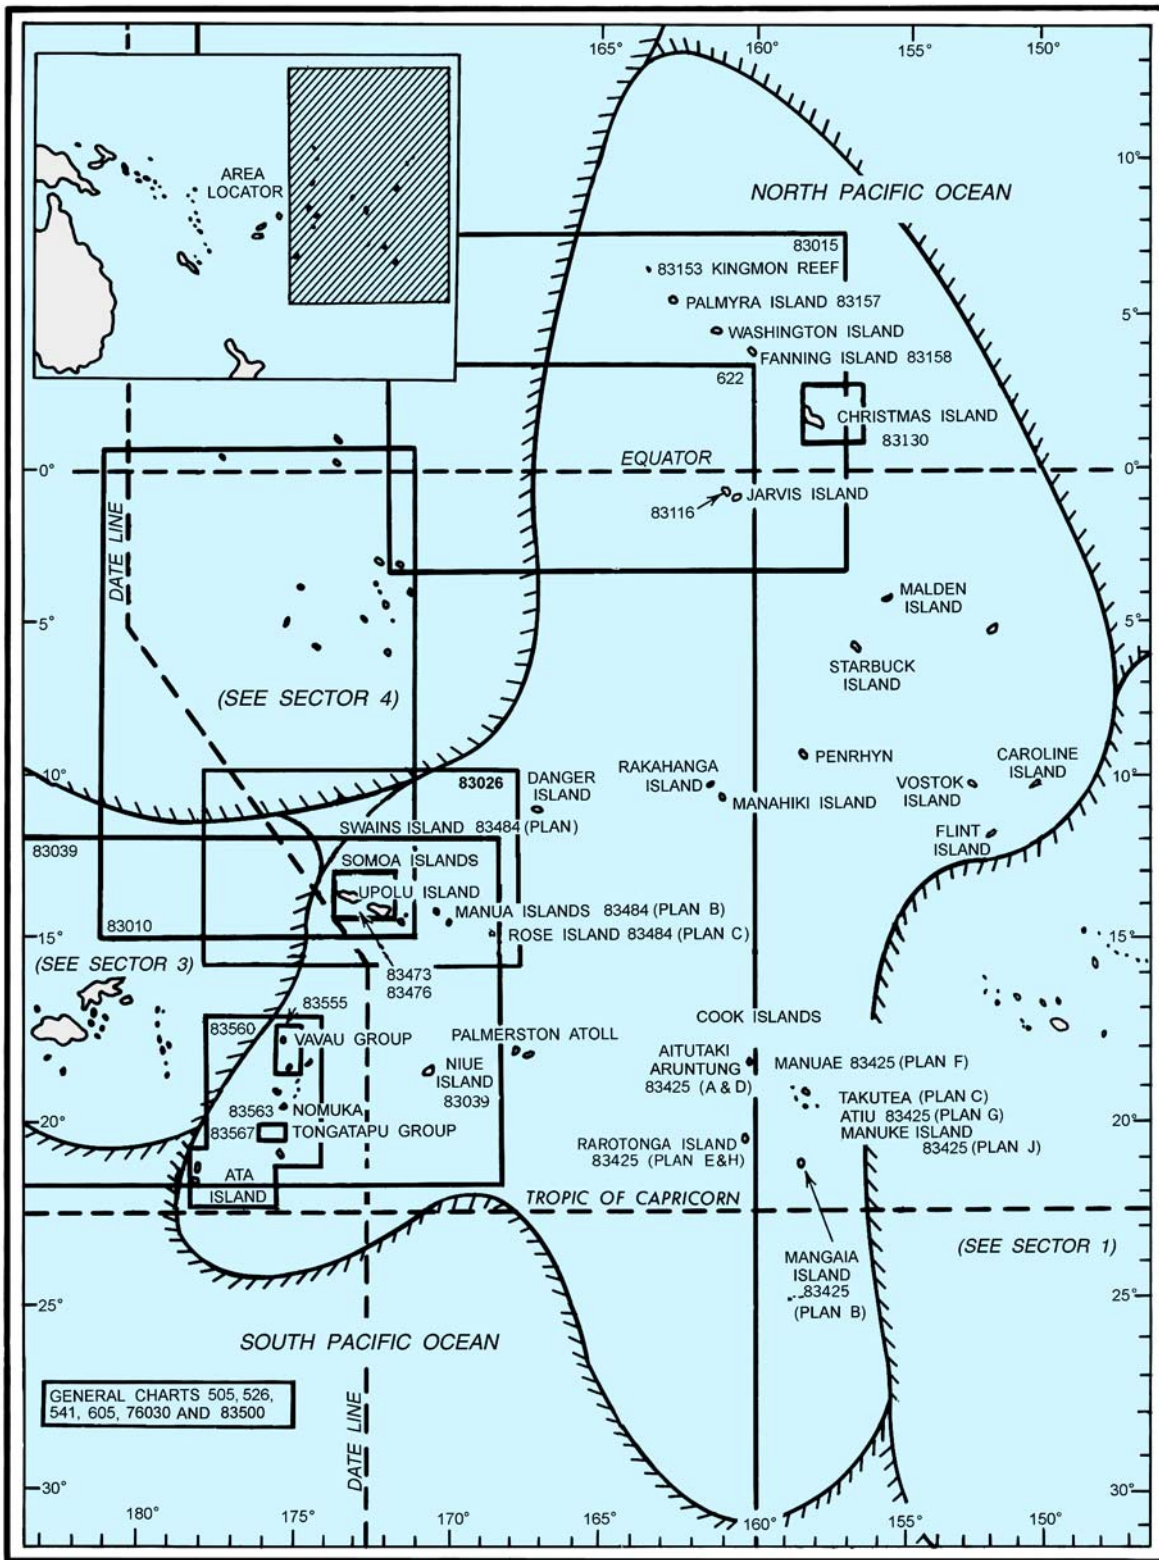 165°
160°
155°
150°
AREA
LOCATOR
10°
NORTH PACIFIC OCEAN
83015
83153 KINGMON REEF
PALMYRA ISLAND 83157
5°
WASHINGTON ISLAND
FANNING ISLAND 83158
622
CHRISTMAS ISLAND
83130
0°
EQUATOR
0°
JARVIS ISLAND
83116
DATE LINE
MALDEN
ISLAND
5°
5°
STARBUCK
ISLAND
(SEE SECTOR 4)
PENRHYN
10°
83026
DANGER
ISLAND
RAKAHANGA
ISLAND
MANAHIKI ISLAND
VOSTOK
ISLAND
CAROLINE
ISLAND
10°
SWAINS ISLAND 83484 (PLAN)
FLINT
ISLAND
83039
SOMOA ISLANDS
UPOLU ISLAND
MANUA ISLANDS 83484 (PLAN B)
83010
ROSE ISLAND 83484 (PLAN C)
15°
15°
(SEE SECTOR 3)
83473
83476
83555
83560
VAVAU GROUP
COOK ISLANDS
PALMERSTON ATOLL
NIUE
ISLAND
83039
AITUTAKI
ARUNTUNG
83425 (A & D)
MANUAE 83425 (PLAN F)
83563
NOMUKA
TAKUTEA (PLAN C)
ATIU 83425 (PLAN G)
MANUKE ISLAND
83425 (PLAN J)
20°
83567
TONGATAPU GROUP
20°
RAROTONGA ISLAND
83425 (PLAN E&H)
ATA
ISLAND
TROPIC OF CAPRICORN
(SEE SECTOR 1)
MANGAIA
ISLAND
83425
(PLAN B)
25°
25°
SOUTH PACIFIC OCEAN
GENERAL CHARTS 505, 526,
541, 605, 76030 AND 83500
DATE LINE
30°
30°
180°
175°
170°
165°
160°
155°
150°